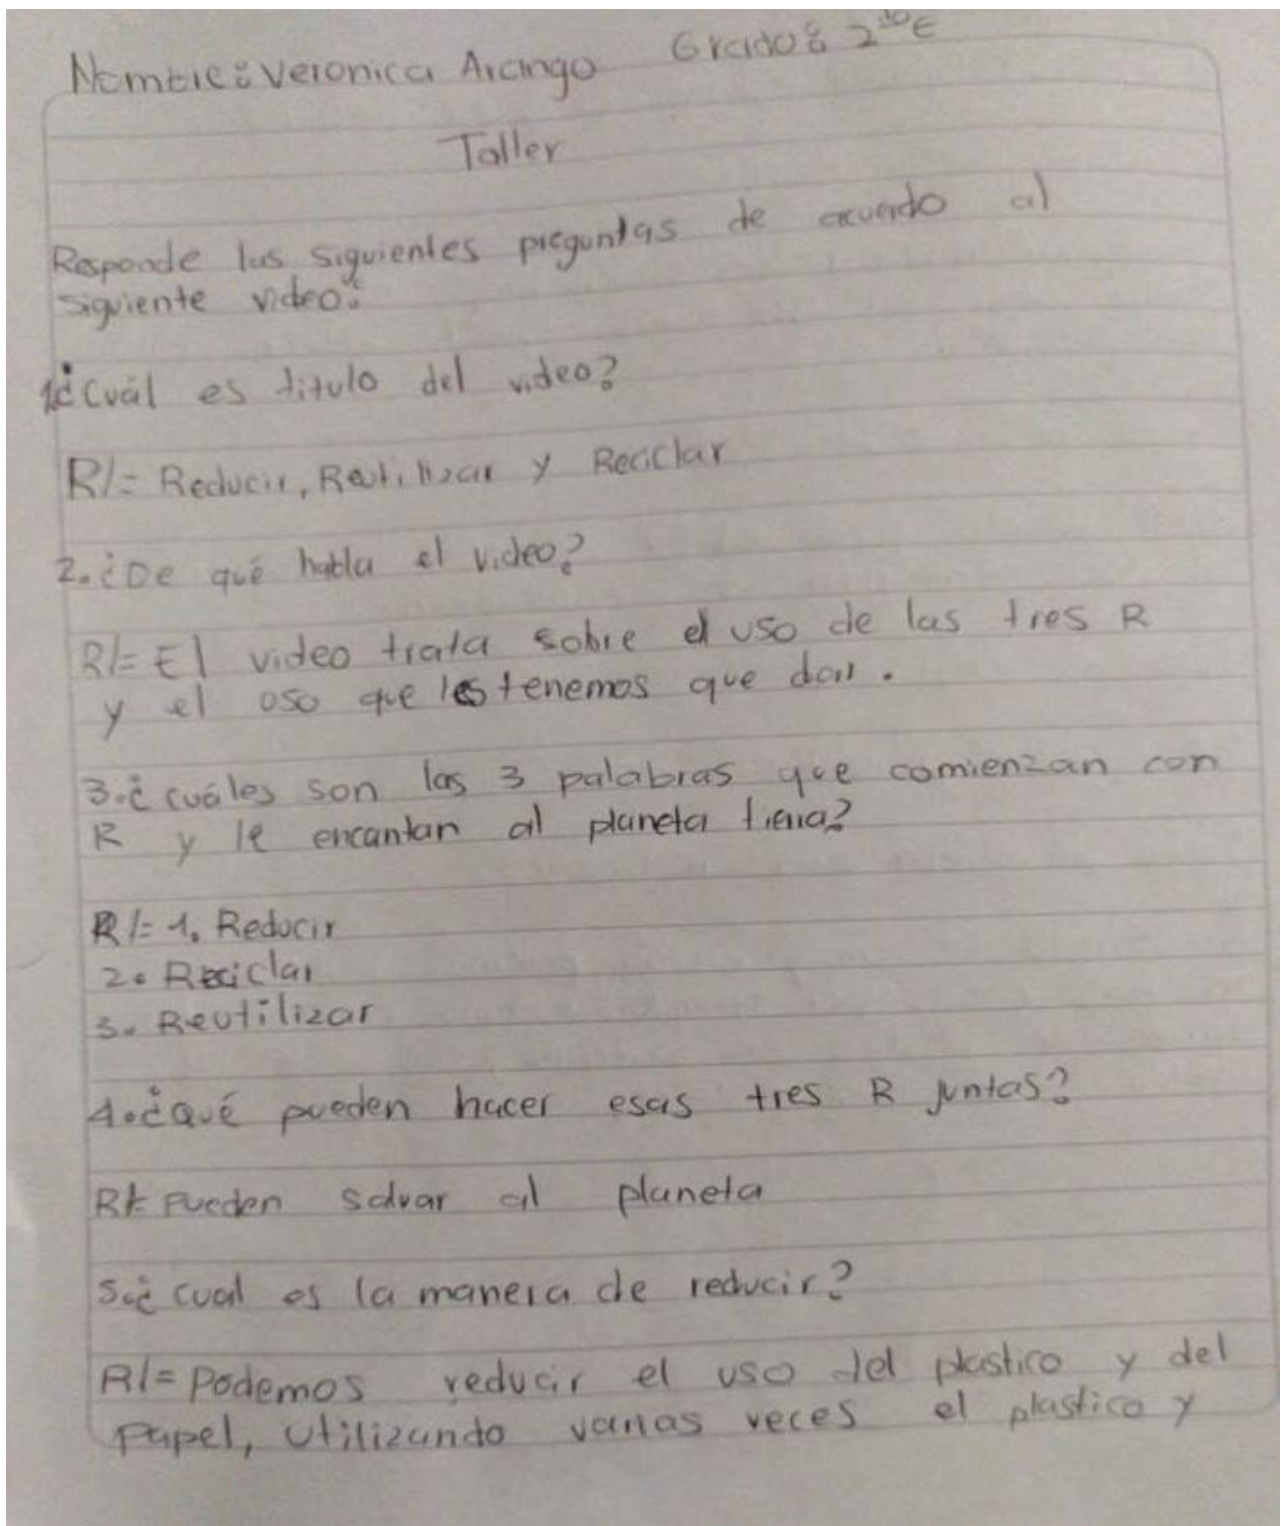 Nombre: Veronica Arango Grado: 2doE
Taller
Responde las siguientes preguntas de acuerdo al
siguiente video:
1¿Cuál es titulo del video?
R/= Reducir, Reutilizar y Reciclar
2. ¿De qué habla el video?
R/= El video trata sobre el uso de las tres R
y el oso que les tenemos que dar.
3. ¿cuáles son las 3 palabras que comienzan con
R y le encantan al planeta tierra?
R/= 1. Reducir
2. Reciclar
3. Reutilizar
4. ¿Qué pueden hacer esas tres R juntas?
R/= Pueden salvar al planeta
5. ¿cual es la manera de reducir?
R/= Podemos reducir el uso del plastico y del
Papel, utilizando varias veces el plastico y